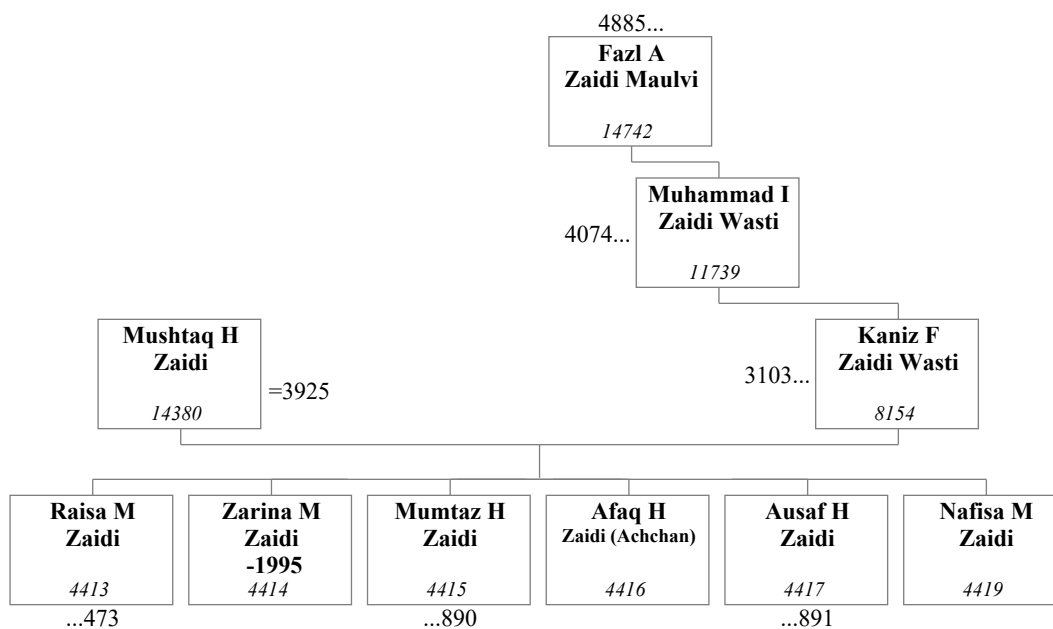 4885...
Fazl A
Zaidi Maulvi
14742
Muhammad I
Zaidi Wasti
4074...
11739
Mushtaq H
Zaidi
=3925
14380
Kaniz F
Zaidi Wasti
3103...
8154
Raisa M
Zaidi
4413
...473
Zarina M
Zaidi
-1995
4414
Mumtaz H
Zaidi
4415
...890
Afaq H
Zaidi (Achchan)
4416
Ausaf H
Zaidi
4417
...891
Nafisa M
Zaidi
4419